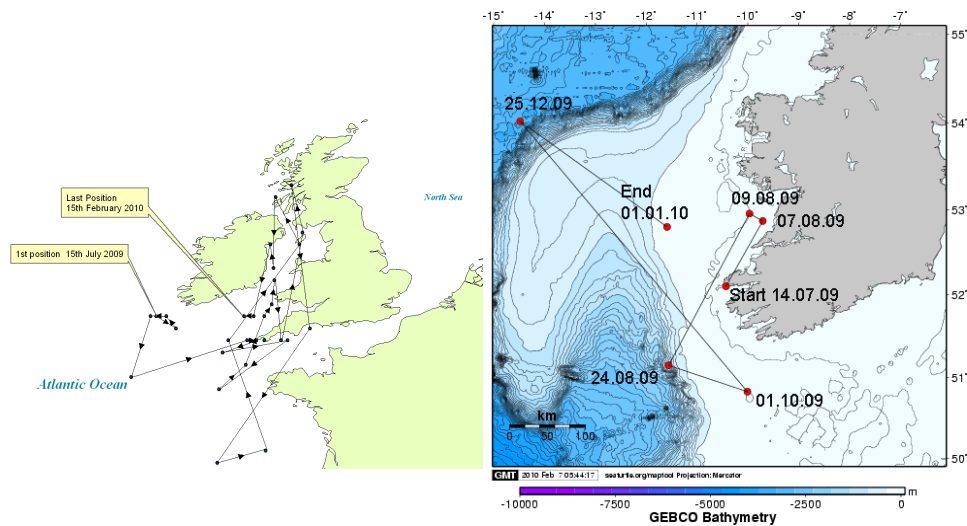 Last Position
15th February 2010
1st position 15th July 2009
North Sea
Atlantic Ocean
-15° -14° -13° -12° -11° -10° -9° -8° -7°
55°
54°
53°
52°
51°
50°
25.12.09
End
01.01.10
09.08.09
07.08.09
Start 14.07.09
24.08.09
01.10.09
km
0 50 100
GMT 2010 Feb 7 06:44:17 seaturtle.org/maptool Projection: Mercator
-10000 -7500 -5000 -2500 0 m
GEBCO Bathymetry